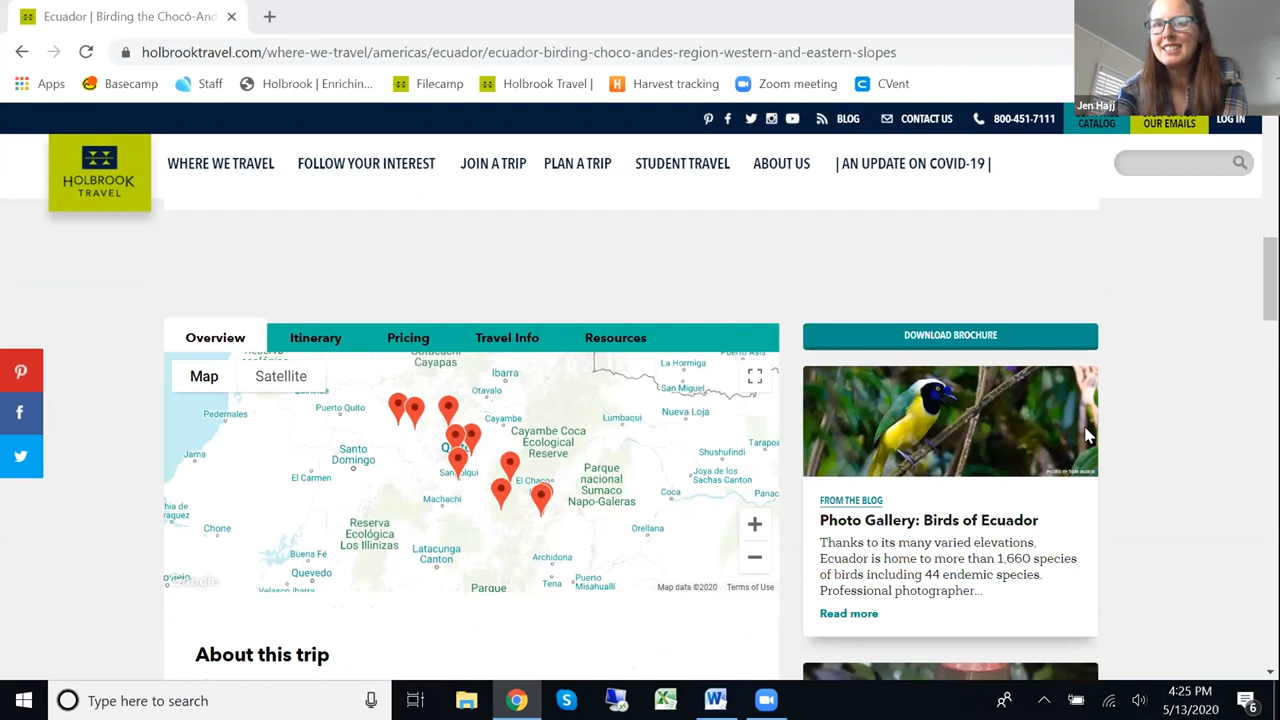 Ecuador | Birding the Chocó-And
holbrooktravel.com/where-we-travel/americas/ecuador/ecuador-birding-choco-andes-region-western-and-eastern-slopes
Apps Basecamp Staff Holbrook | Enrichin... Filecamp Holbrook Travel | Harvest tracking Zoom meeting CVent
Jen Hajj
BLOG CONTACT US 800-451-7111 CATALOG OUR EMAILS LOG IN
HOLBROOK
TRAVEL
WHERE WE TRAVEL FOLLOW YOUR INTEREST JOIN A TRIP PLAN A TRIP STUDENT TRAVEL ABOUT US | AN UPDATE ON COVID-19 |
Overview Itinerary Pricing Travel Info Resources
DOWNLOAD BROCHURE
Map Satellite
Cayapas
Ibarra
La Hormiga
San Miguel
Puerto Quito
Otavalo
Pedernales
Cayambe
Lumbaqui
Nueva Loja
Cayambe Coca
Ecological
Reserve
Tarapoa
Santo
Domingo
Shushufindi
Jama
El Carmen
El Chaco
Parque
nacional
Sumaco
Napo-Galeras
Joya de los
Sachas Canton
Machachi
Coca
Chone
Reserva
Ecológica
Los Illinizas
Orellana
Buena Fé
Latacunga
Canton
Archidona
Quevedo
Tena
Puerto
Misahuallí
Parque
Google
Map data ©2020 Terms of Use
FROM THE BLOG
Photo Gallery: Birds of Ecuador
Thanks to its many varied elevations,
Ecuador is home to more than 1,660 species
of birds including 44 endemic species.
Professional photographer...
Read more
About this trip
Type here to search
4:25 PM
5/13/2020
6